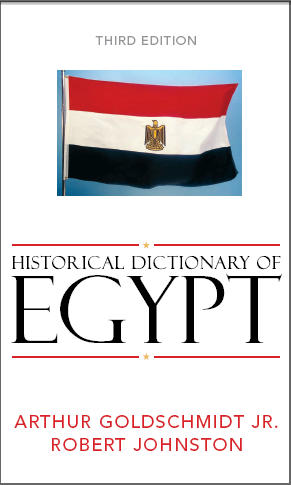 THIRD EDITION
HISTORICAL DICTIONARY OF
EGYPT
ARTHUR GOLDSCHMIDT JR.
ROBERT JOHNSTON